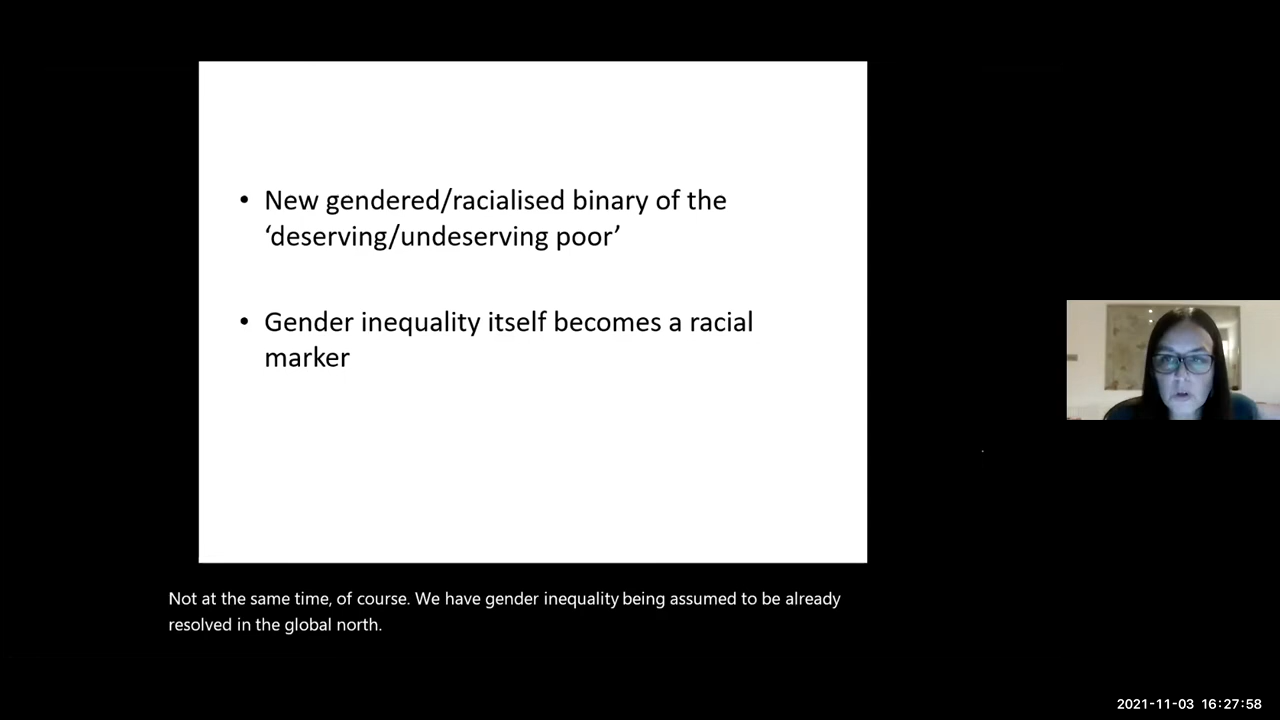 • New gendered/racialised binary of the
‘deserving/undeserving poor’
• Gender inequality itself becomes a racial
marker
Not at the same time, of course. We have gender inequality being assumed to be already
resolved in the global north.
2021-11-03 16:27:58